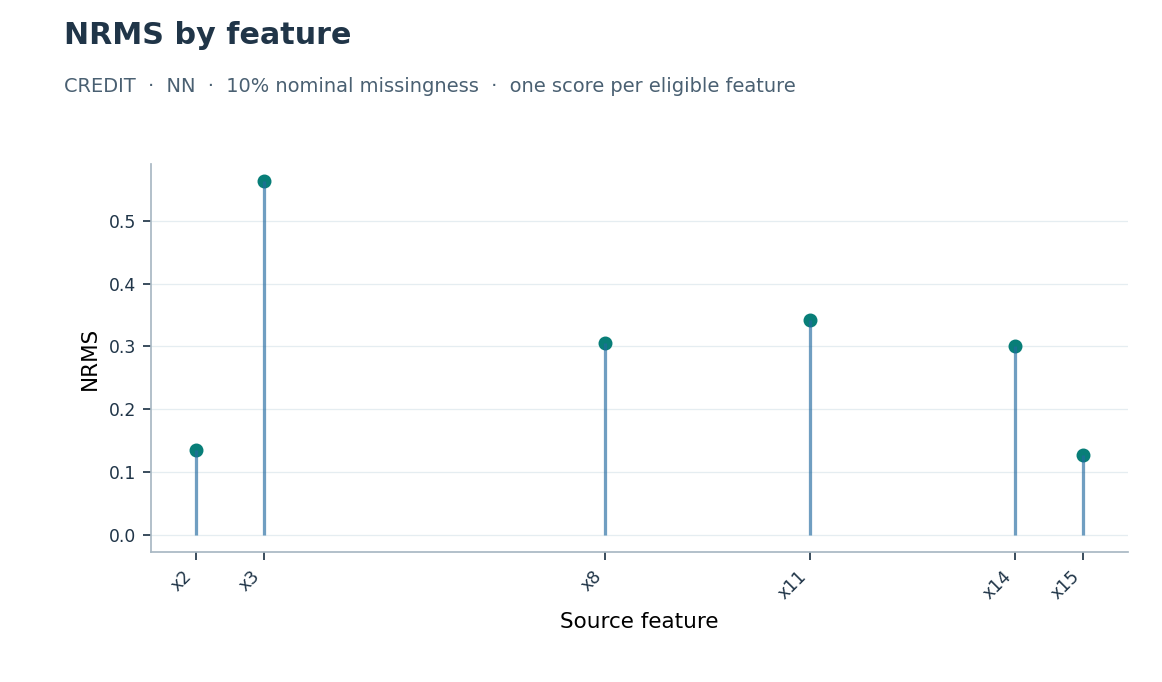 NRMS by feature
CREDIT · NN · 10% nominal missingness · one score per eligible feature
NRMS
0.5
0.4
0.3
0.2
0.1
0.0
x2 x3 x8 x11 x14 x15
Source feature